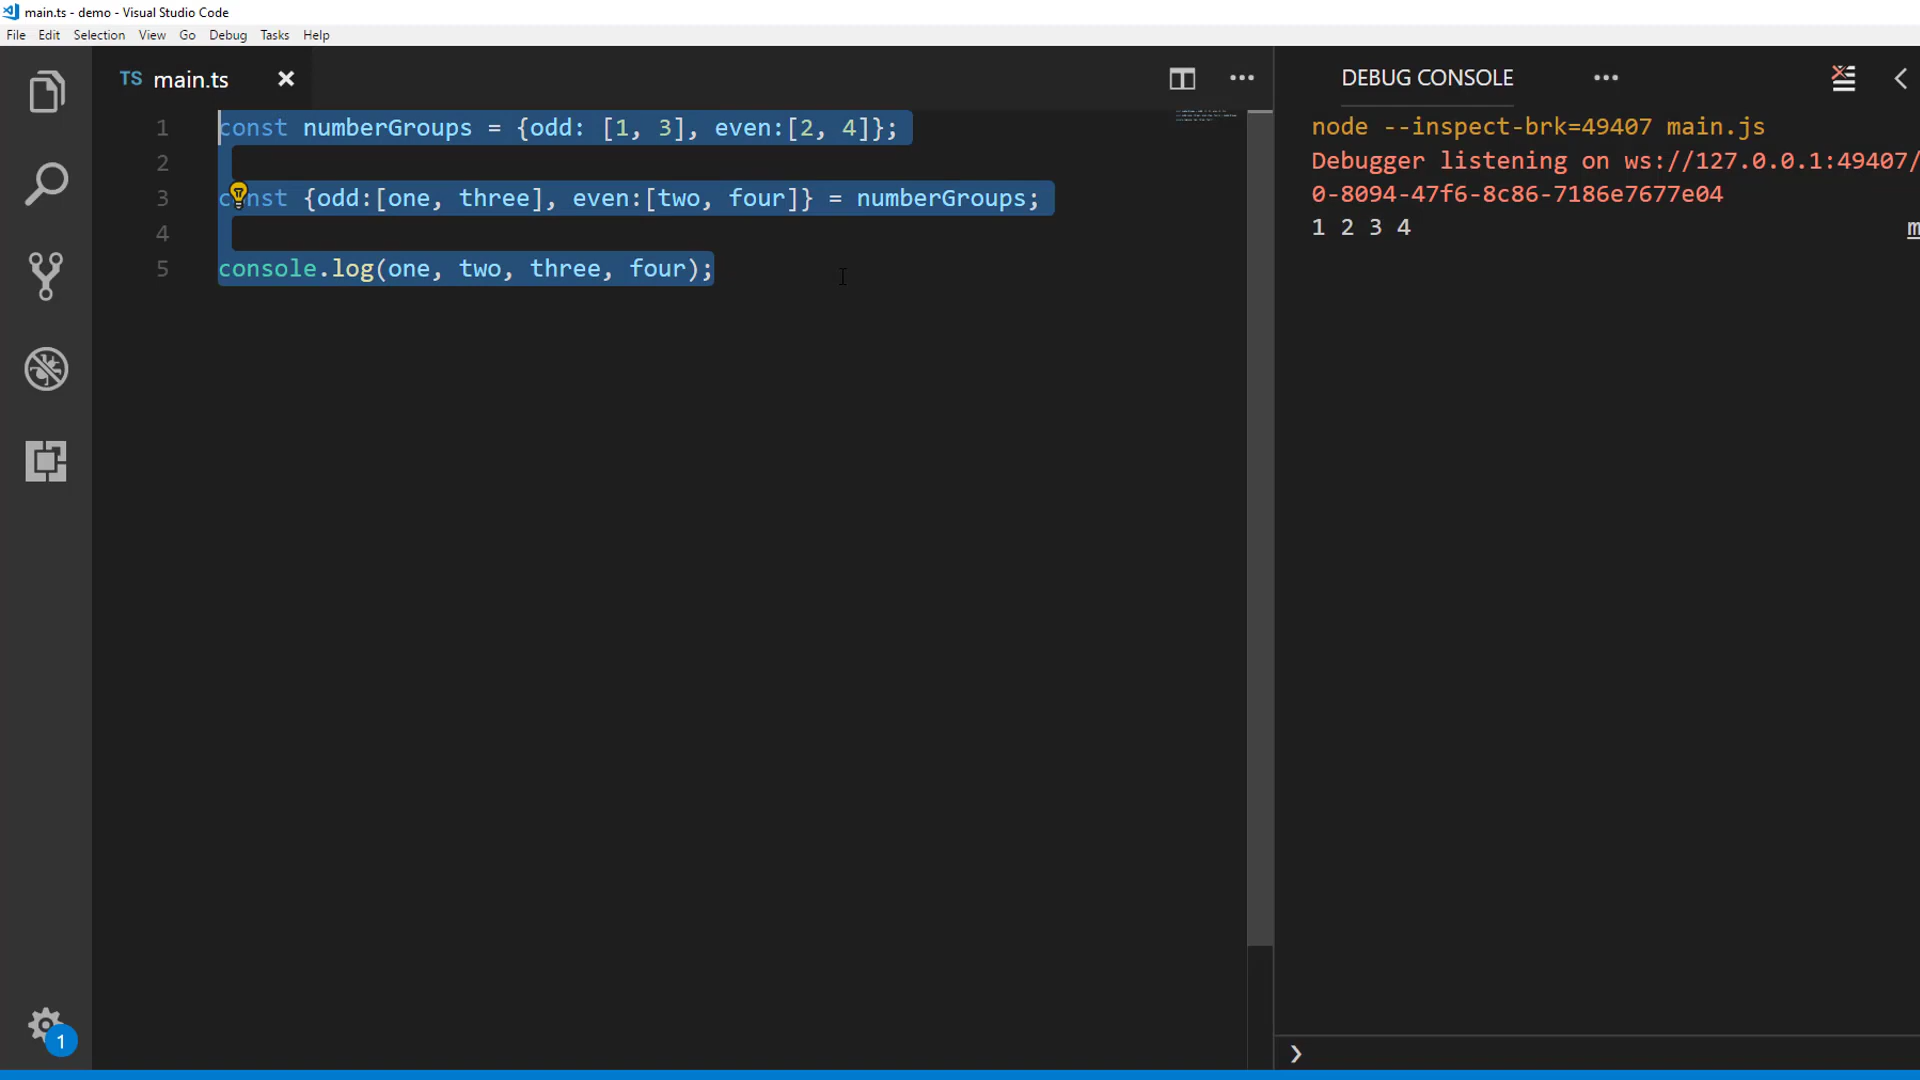 main.ts - demo - Visual Studio Code
File Edit Selection View Go Debug Tasks Help
TS main.ts
1 const numberGroups = {odd: [1, 3], even:[2, 4]};
2
3 const {odd:[one, three], even:[two, four]} = numberGroups;
4
5 console.log(one, two, three, four);
1
DEBUG CONSOLE
node --inspect-brk=49407 main.js
Debugger listening on ws://127.0.0.1:49407/
0-8094-47f6-8c86-7186e7677e04
1 2 3 4